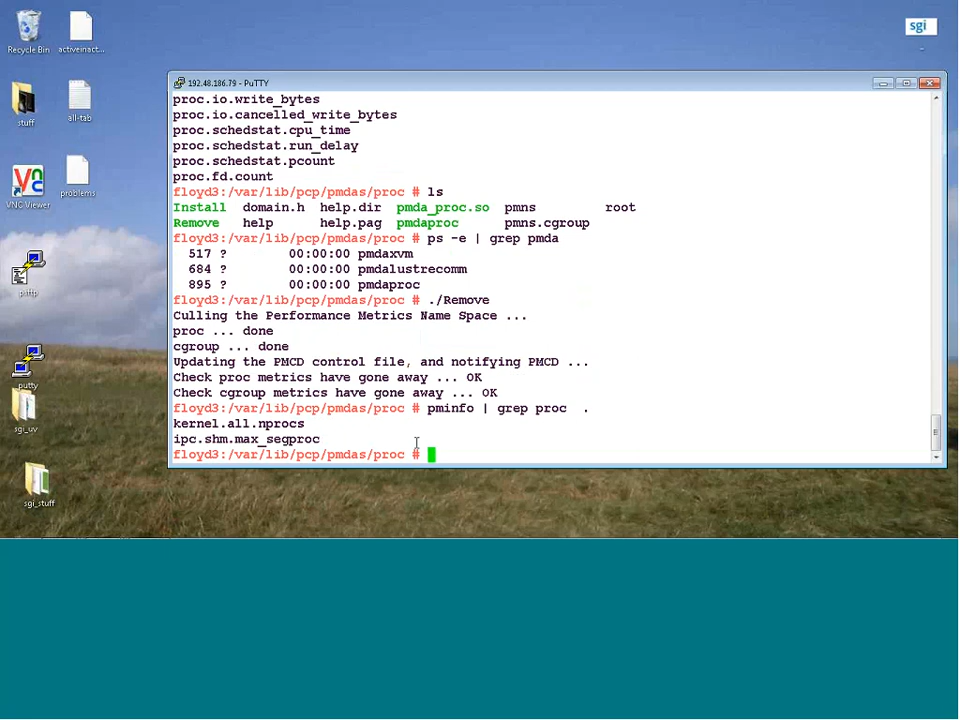 Recycle Bin
activeinact...
sgi
stuff
all-tab
VNC Viewer
problems
psftp
putty
sgi_uv
sgi_stuff
192.48.186.79 - PuTTY
proc.io.write_bytes
proc.io.cancelled_write_bytes
proc.schedstat.cpu_time
proc.schedstat.run_delay
proc.schedstat.pcount
proc.fd.count
floyd3:/var/lib/pcp/pmdas/proc # ls
Install domain.h help.dir pmda_proc.so pmns root
Remove help help.pag pmdaproc pmns.cgroup
floyd3:/var/lib/pcp/pmdas/proc # ps -e | grep pmda
517 ? 00:00:00 pmdaxvm
684 ? 00:00:00 pmdalustrecomm
895 ? 00:00:00 pmdaproc
floyd3:/var/lib/pcp/pmdas/proc # ./Remove
Culling the Performance Metrics Name Space ...
proc ... done
cgroup ... done
Updating the PMCD control file, and notifying PMCD ...
Check proc metrics have gone away ... OK
Check cgroup metrics have gone away ... OK
floyd3:/var/lib/pcp/pmdas/proc # pminfo | grep proc .
kernel.all.nprocs
ipc.shm.max_segproc
floyd3:/var/lib/pcp/pmdas/proc #